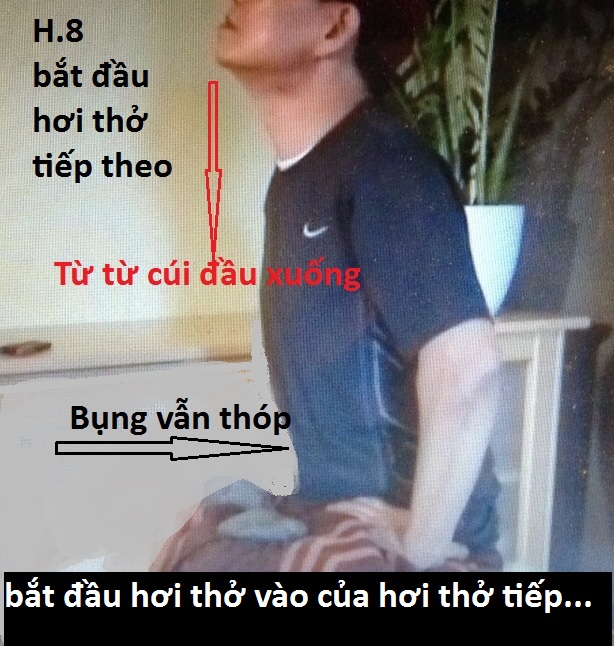 H.8
bắt đầu
hơi thở
tiếp theo
Từ từ cúi đầu xuống
Bụng vẫn thóp
bắt đầu hơi thở vào của hơi thở tiếp...